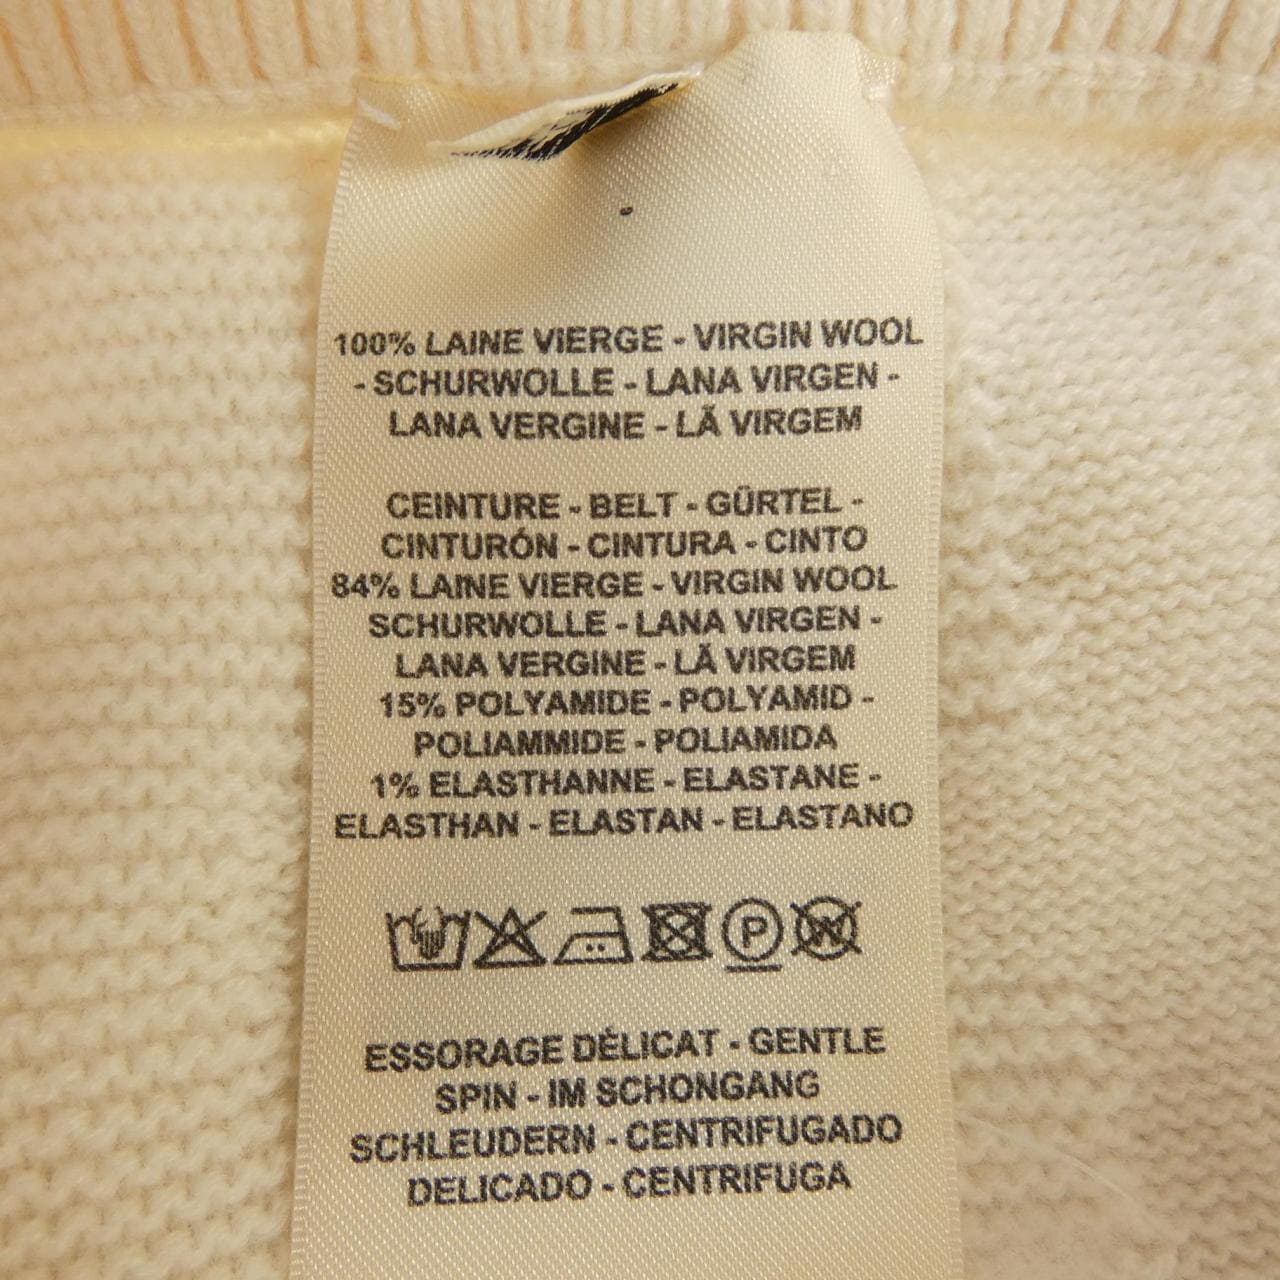 100% LAINE VIERGE - VIRGIN WOOL
- SCHURWOLLE - LANA VIRGEN -
LANA VERGINE - LÃ VIRGEM
CEINTURE - BELT - GÜRTEL -
CINTURÓN - CINTURA - CINTO
84% LAINE VIERGE - VIRGIN WOOL
SCHURWOLLE - LANA VIRGEN -
LANA VERGINE - LÃ VIRGEM
15% POLYAMIDE - POLYAMID -
POLIAMMIDE - POLIAMIDA
1% ELASTHANNE - ELASTANE -
ELASTHAN - ELASTAN - ELASTANO
P W
ESSORAGE DÉLICAT - GENTLE
SPIN - IM SCHONGANG
SCHLEUDERN - CENTRIFUGADO
DELICADO - CENTRIFUGA